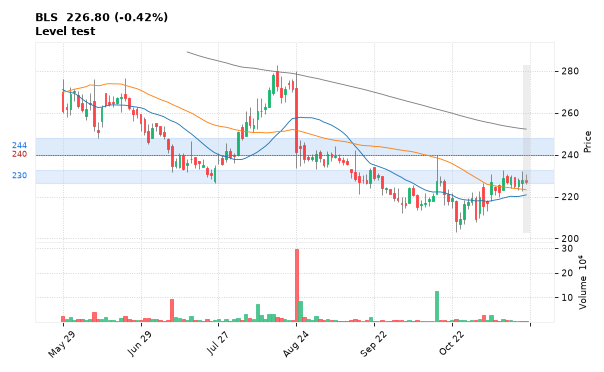 BLS 226.80 (-0.42%)
Level test
280
260
244
240
240
230
220
200
Price
30
20
10
Volume 10⁴
May 29
Jun 29
Jul 27
Aug 24
Sep 22
Oct 22